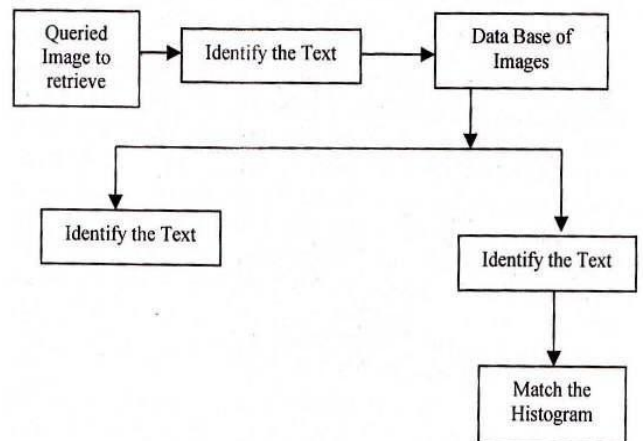 Queried
Image to
retrieve
Identify the Text
Data Base of
Images
Identify the Text
Identify the Text
Match the
Histogram